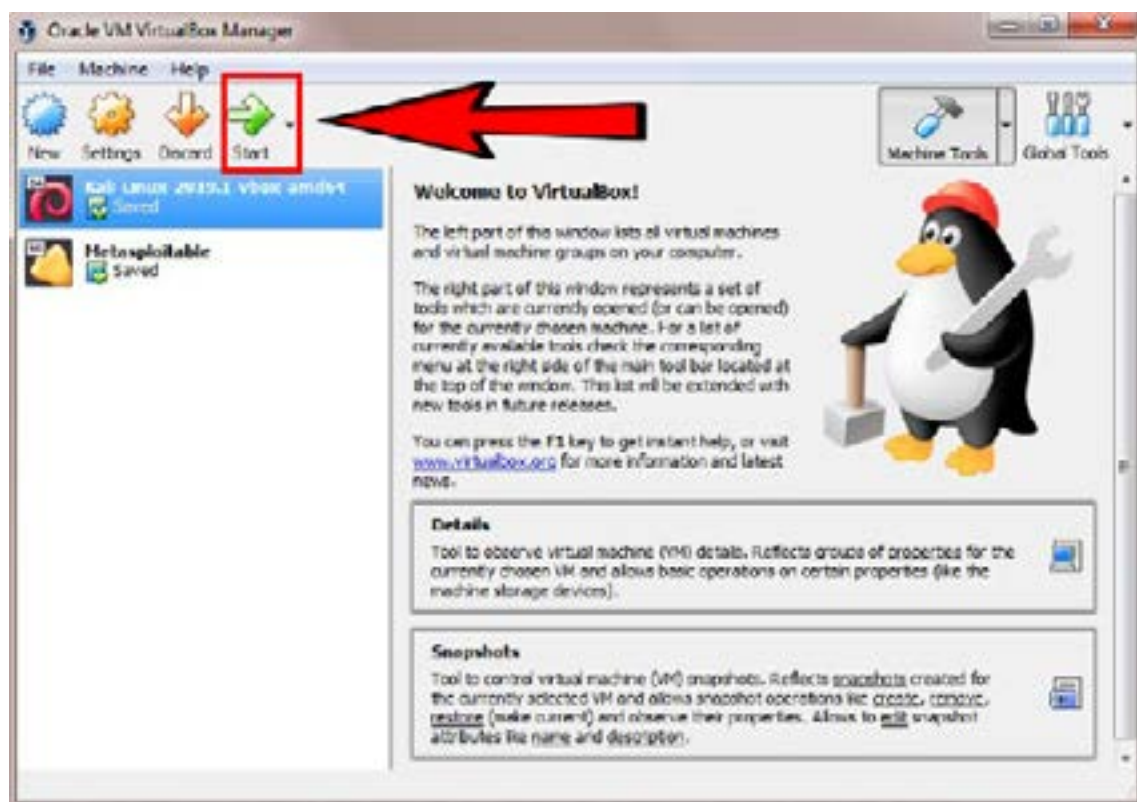 Oracle VM VirtualBox Manager
File Machine Help
New Settings Discard Start
Machine Tools Global Tools
Kali Linux 2019.1 vbox amd64
Saved
Metasploitable
Saved
Welcome to VirtualBox!
The left part of this window lists all virtual machines
and virtual machine groups on your computer.
The right part of this window represents a set of
tools which are currently opened (or can be opened)
for the currently chosen machine. For a list of
currently available tools check the corresponding
menu at the right side of the main tool bar located at
the top of the window. This list will be extended with
new tools in future releases.
You can press the F1 key to get instant help, or visit
www.virtualbox.org for more information and latest
news.
Details
Tool to observe virtual machine (VM) details. Reflects groups of properties for the
currently chosen VM and allows basic operations on certain properties (like the
machine storage devices).
Snapshots
Tool to control virtual machine (VM) snapshots. Reflects snapshots created for
the currently selected VM and allows snapshot operations like create, remove,
restore (make current) and observe their properties. Allows to edit snapshot
attributes like name and description.